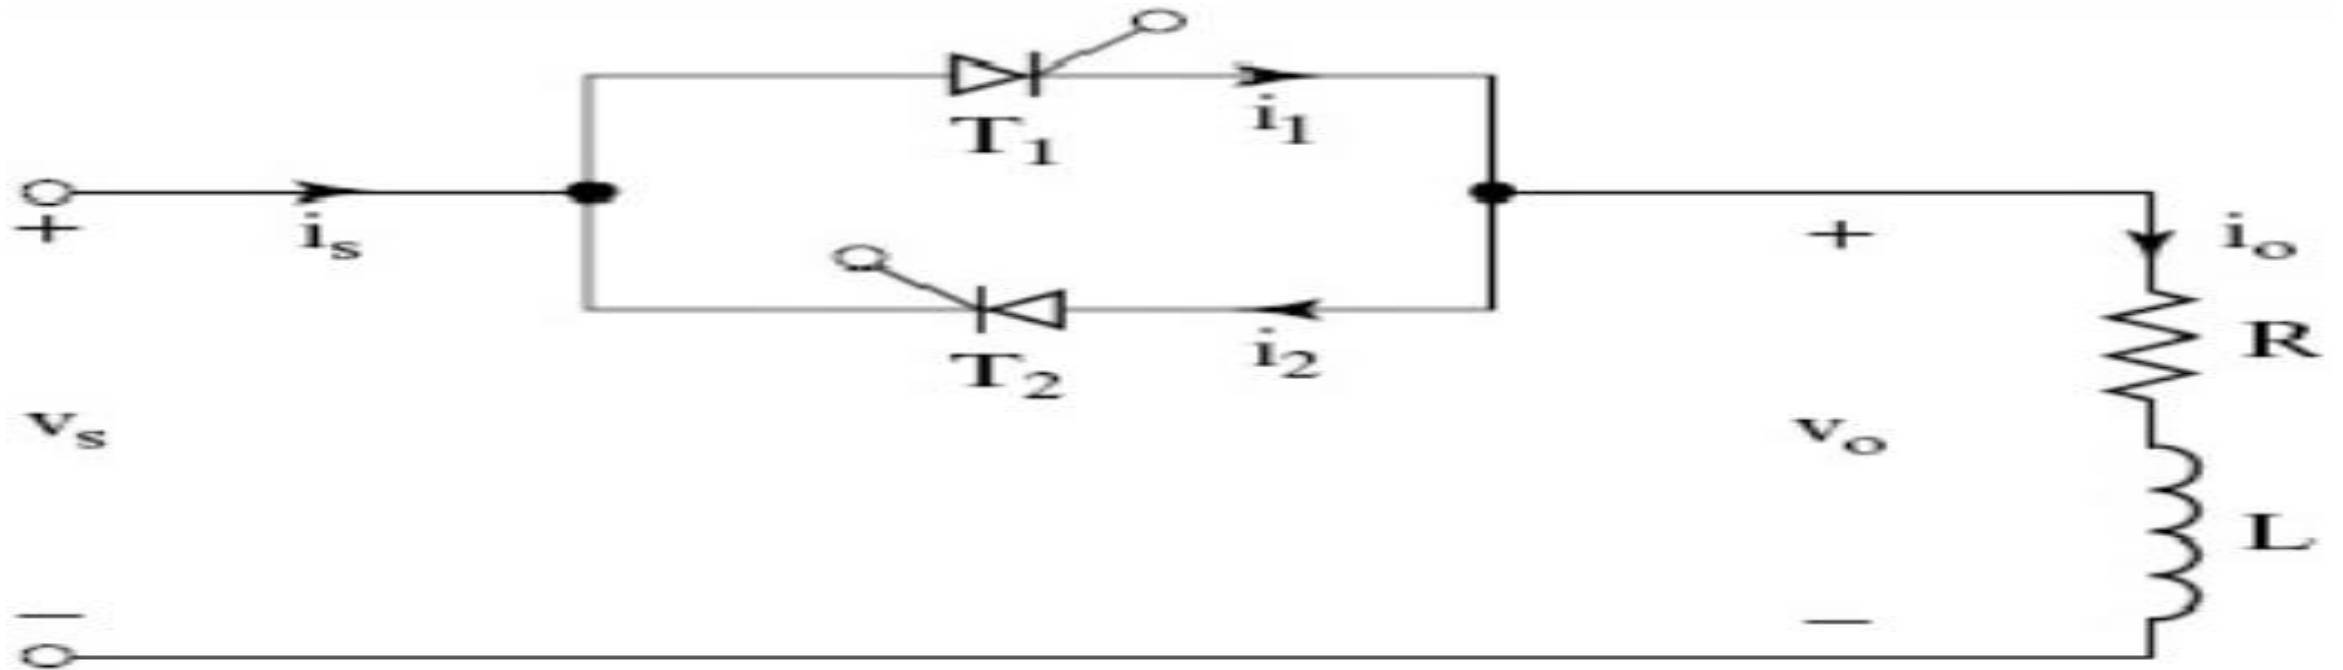 i₁
T₁
+
iₛ
+
iₒ
R
T₂
i₂
vₛ
vₒ
L
−
−